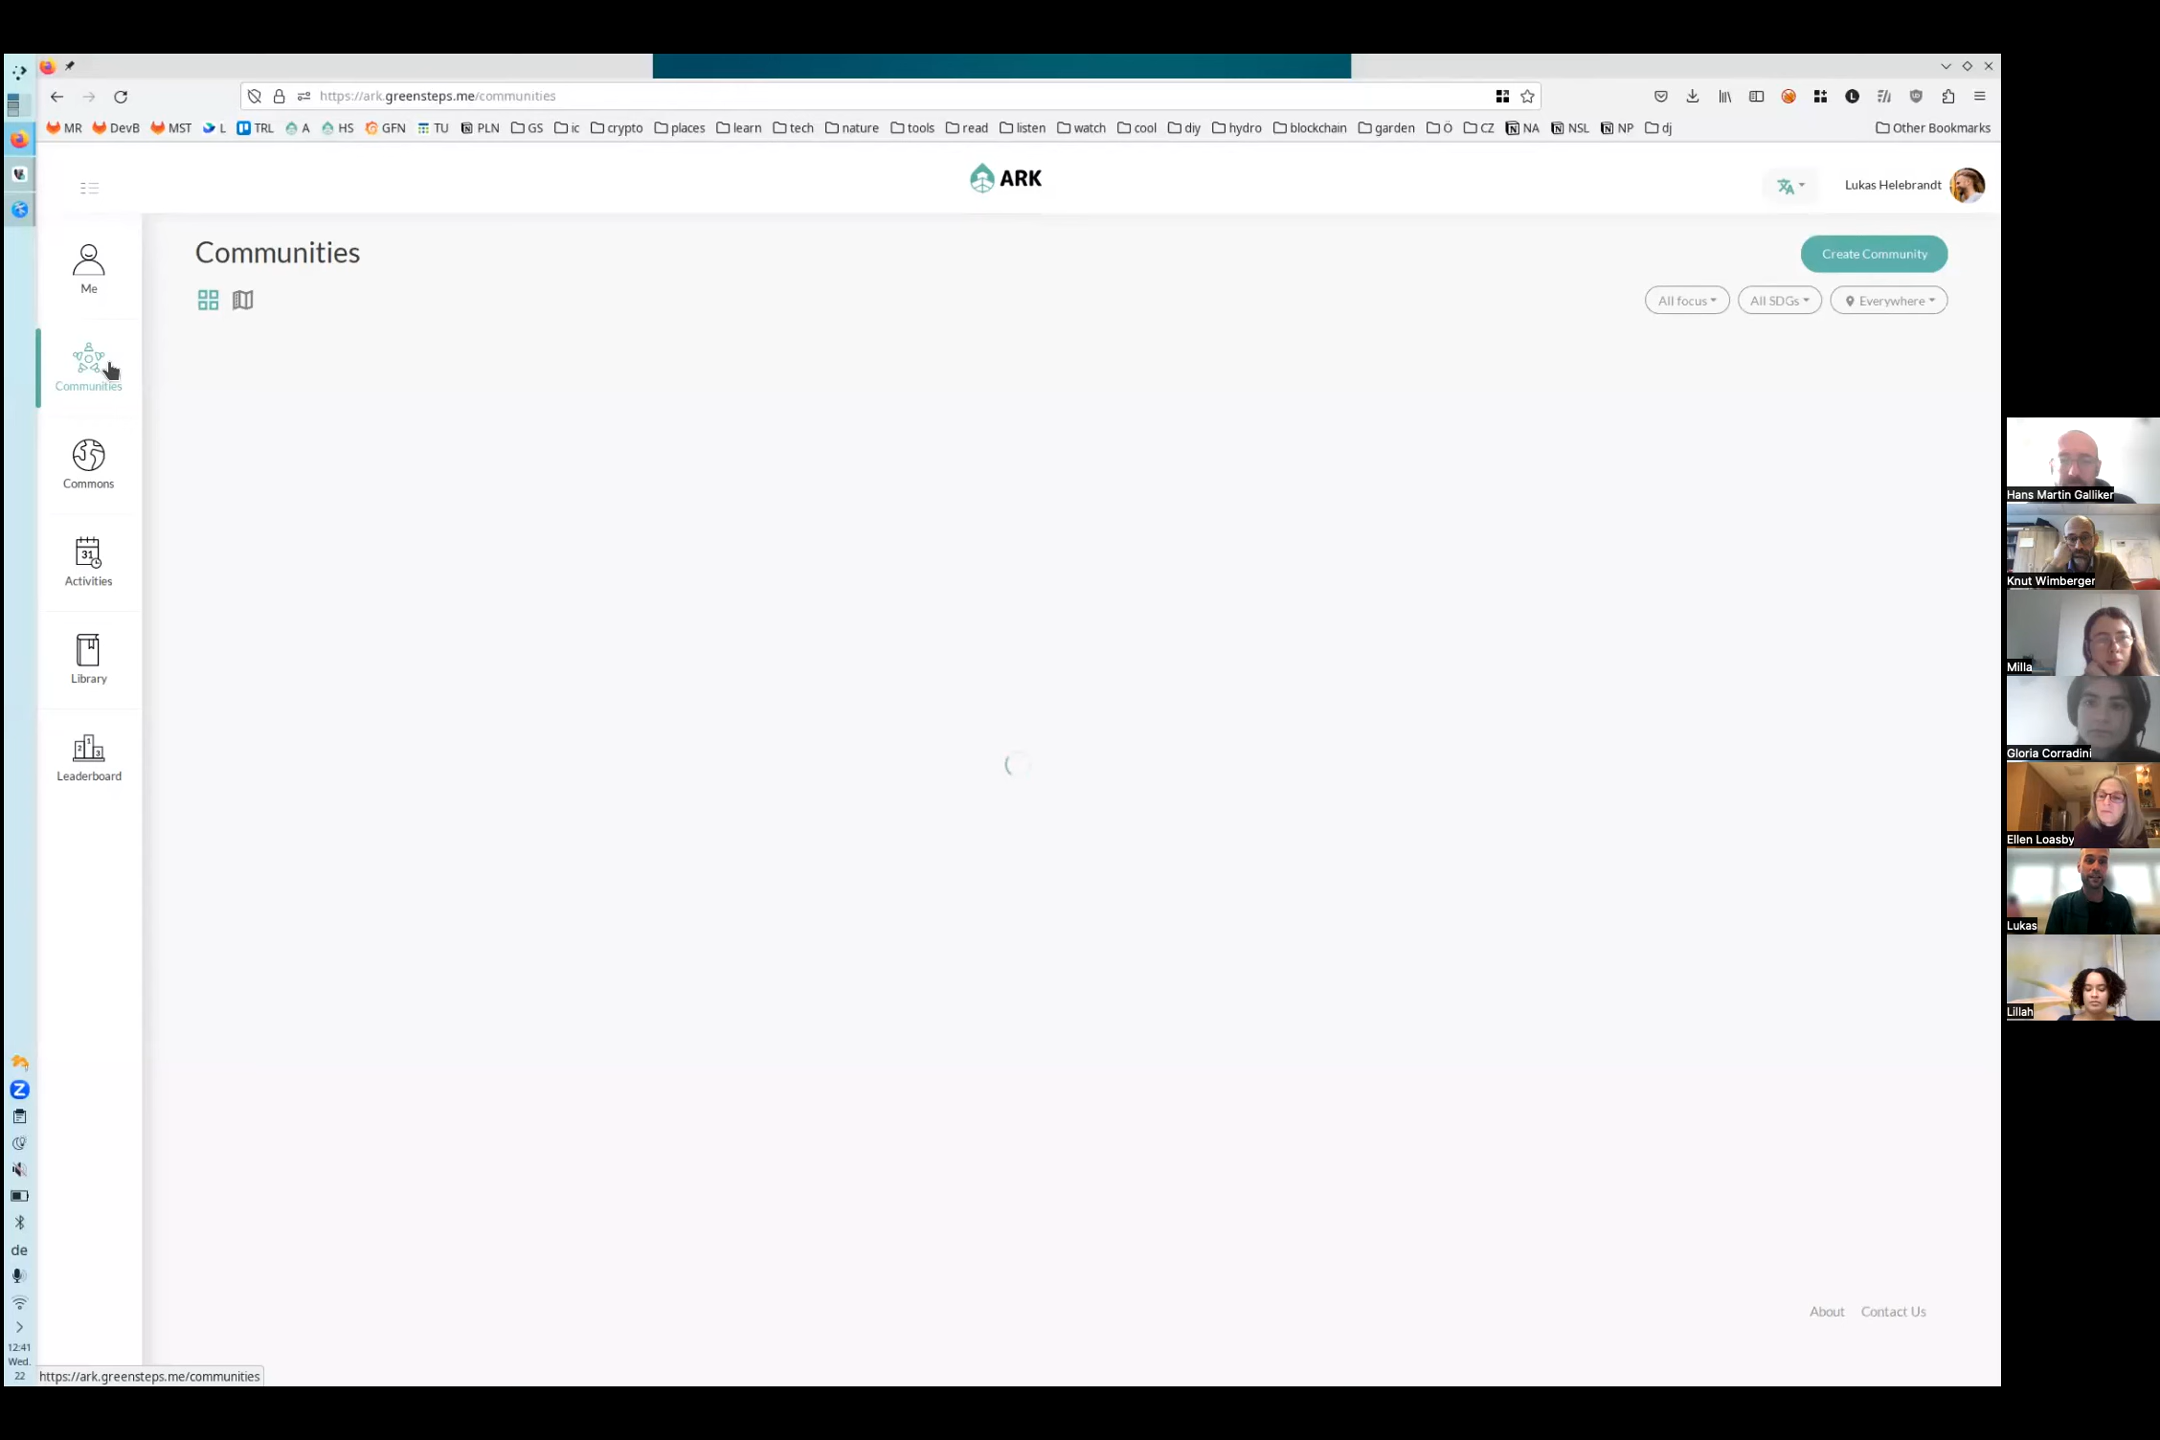 https://ark.greensteps.me/communities
MR DevB MST L TRL A HS GFN TU PLN GS ic crypto places learn tech nature tools read listen watch cool diy hydro blockchain garden Ö CZ NA NSL NP dj Other Bookmarks
ARK
Lukas Helebrandt
Me
Communities
Commons
31
Activities
Library
2 1 3
Leaderboard
Communities
Create Community
All focus All SDGs Everywhere
Hans Martin Galliker
Knut Wimberger
Milla
Gloria Corradini
Ellen Loasby
Lukas
Lillah
About Contact Us
Z
de
12:41
Wed.
22
https://ark.greensteps.me/communities